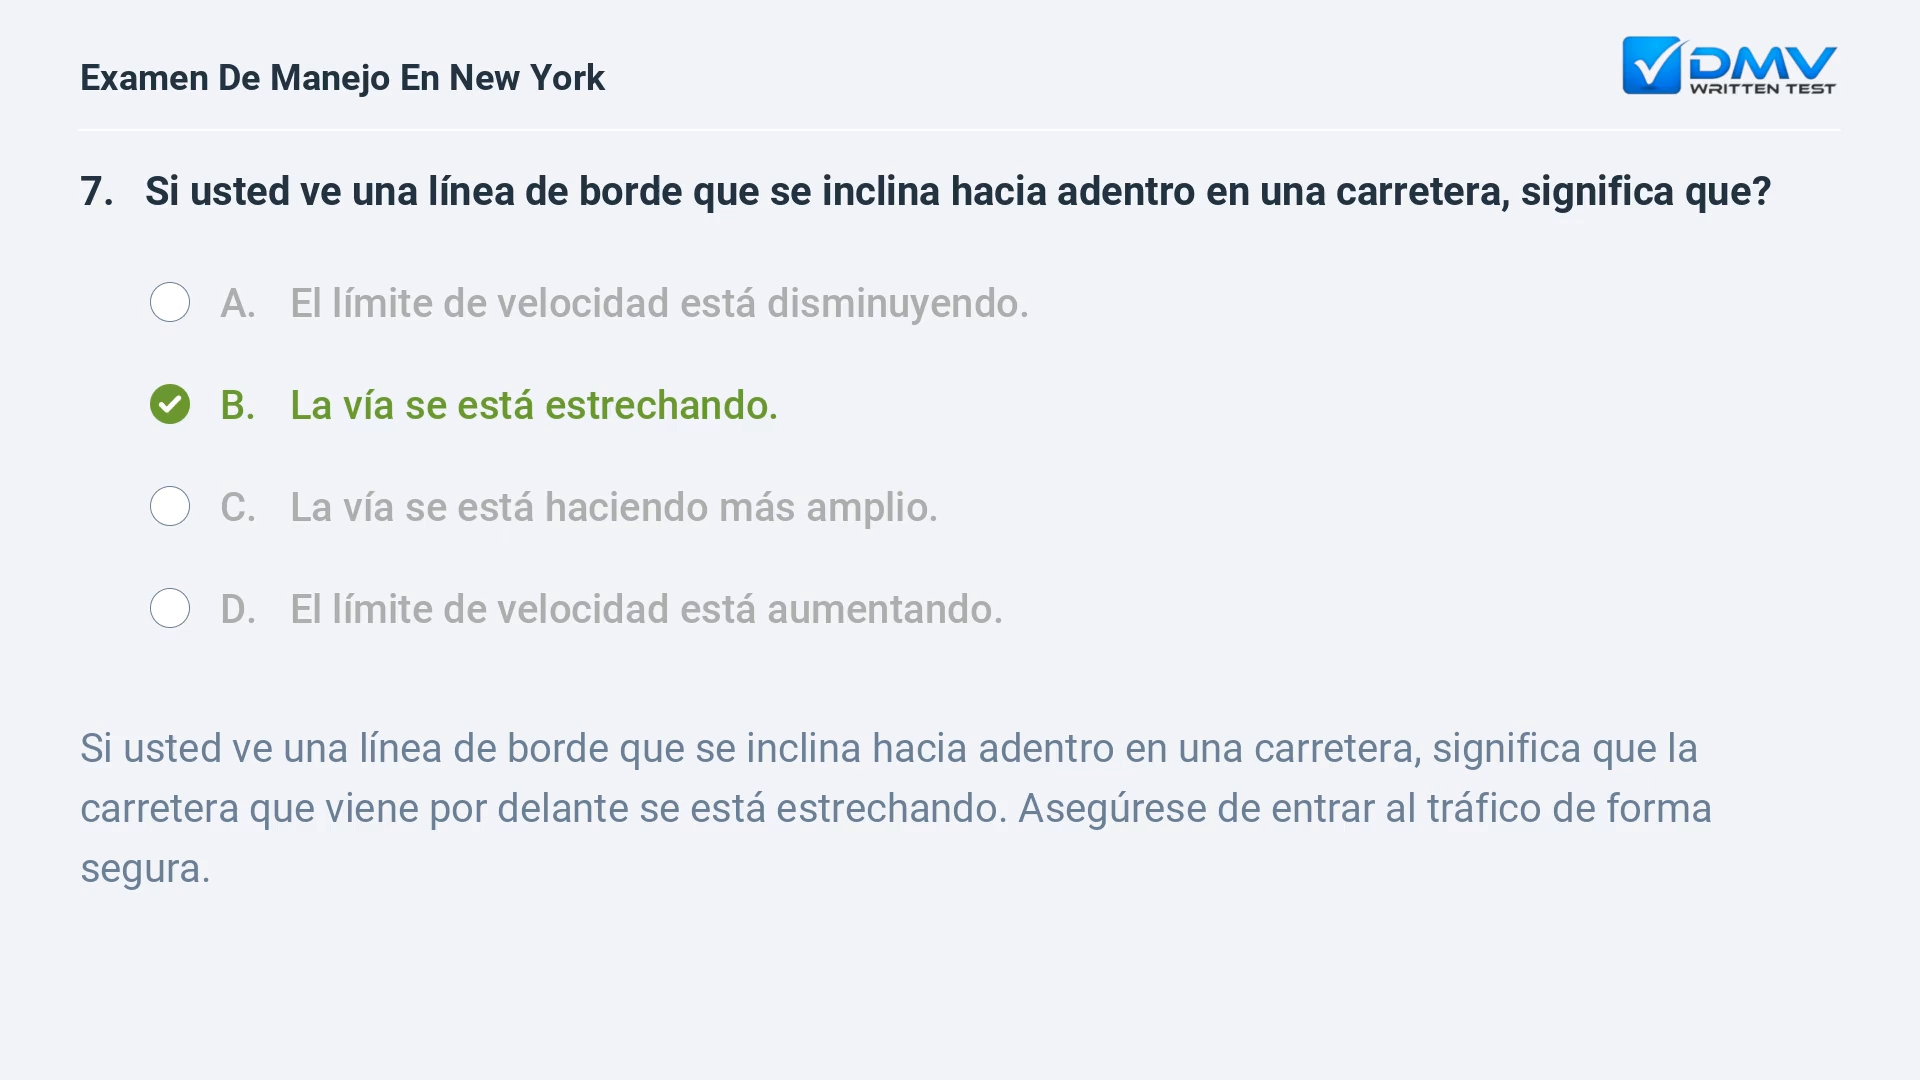 Examen De Manejo En New York
DMV
WRITTEN TEST
7. Si usted ve una línea de borde que se inclina hacia adentro en una carretera, significa que?
A. El límite de velocidad está disminuyendo.
B. La vía se está estrechando.
C. La vía se está haciendo más amplio.
D. El límite de velocidad está aumentando.
Si usted ve una línea de borde que se inclina hacia adentro en una carretera, significa que la
carretera que viene por delante se está estrechando. Asegúrese de entrar al tráfico de forma
segura.